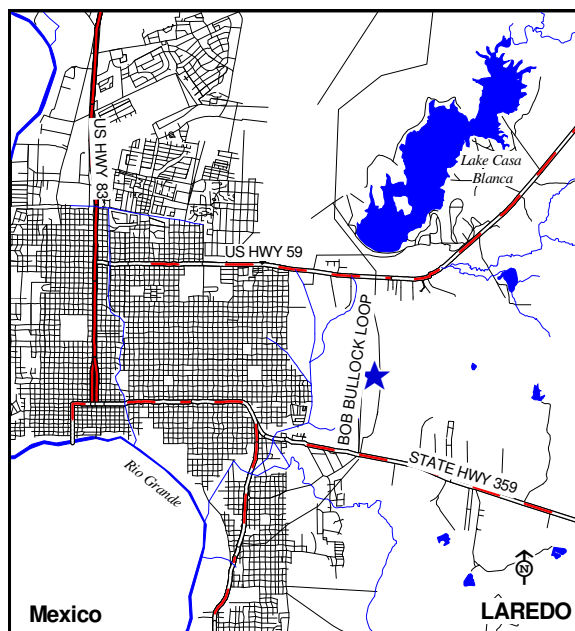 US HWY 83
Lake Casa
Blanca
US HWY 59
BOB BULLOCK LOOP
STATE HWY 359
Rio Grande
N
Mexico
LAREDO